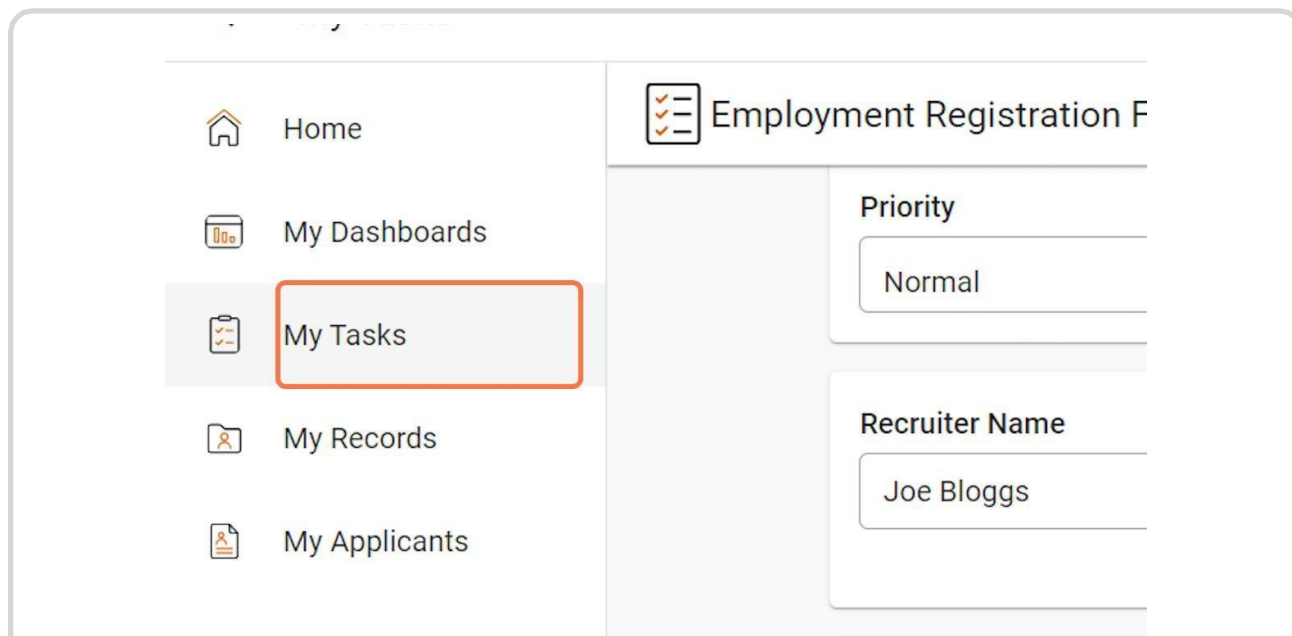 Home
My Dashboards
My Tasks
My Records
My Applicants
Employment Registration F
Priority
Normal
Recruiter Name
Joe Bloggs